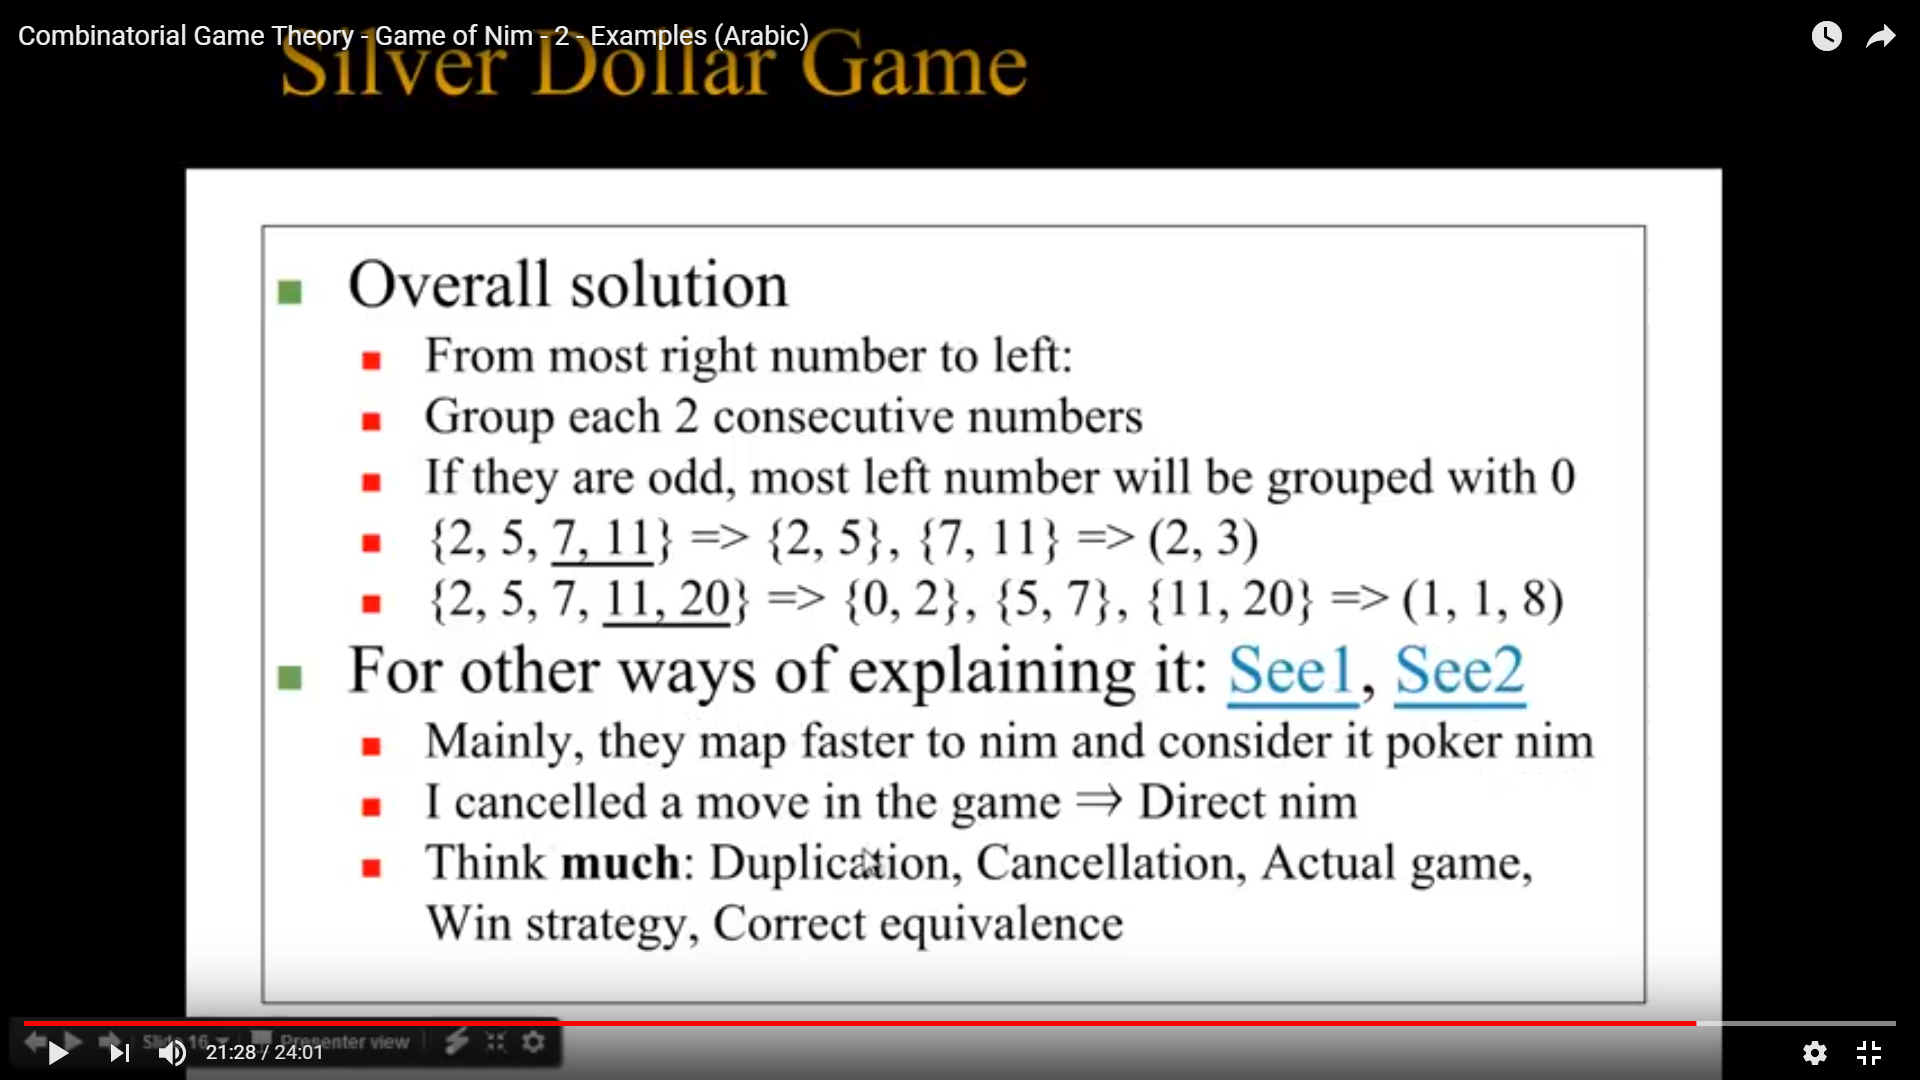 Combinatorial Game Theory - Game of Nim - 2 - Examples (Arabic)
Silver Dollar Game
Overall solution
From most right number to left:
Group each 2 consecutive numbers
If they are odd, most left number will be grouped with 0
{2, 5, 7, 11} => {2, 5}, {7, 11} => (2, 3)
{2, 5, 7, 11, 20} => {0, 2}, {5, 7}, {11, 20} => (1, 1, 8)
For other ways of explaining it: See1, See2
Mainly, they map faster to nim and consider it poker nim
I cancelled a move in the game ⇒ Direct nim
Think much: Duplication, Cancellation, Actual game,
Win strategy, Correct equivalence
Slide 16 Presenter view
21:28 / 24:01